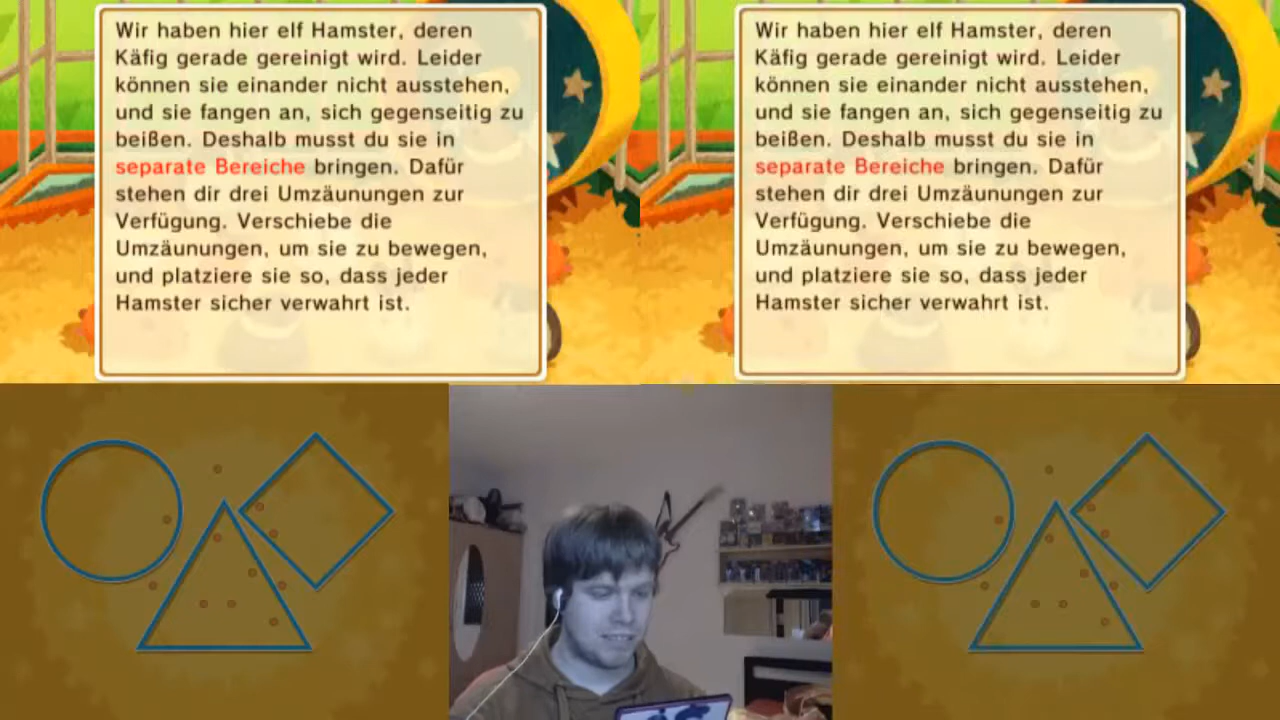 Wir haben hier elf Hamster, deren
Käfig gerade gereinigt wird. Leider
können sie einander nicht ausstehen,
und sie fangen an, sich gegenseitig zu
beißen. Deshalb musst du sie in
separate Bereiche bringen. Dafür
stehen dir drei Umzäunungen zur
Verfügung. Verschiebe die
Umzäunungen, um sie zu bewegen,
und platziere sie so, dass jeder
Hamster sicher verwahrt ist.
Wir haben hier elf Hamster, deren
Käfig gerade gereinigt wird. Leider
können sie einander nicht ausstehen,
und sie fangen an, sich gegenseitig zu
beißen. Deshalb musst du sie in
separate Bereiche bringen. Dafür
stehen dir drei Umzäunungen zur
Verfügung. Verschiebe die
Umzäunungen, um sie zu bewegen,
und platziere sie so, dass jeder
Hamster sicher verwahrt ist.